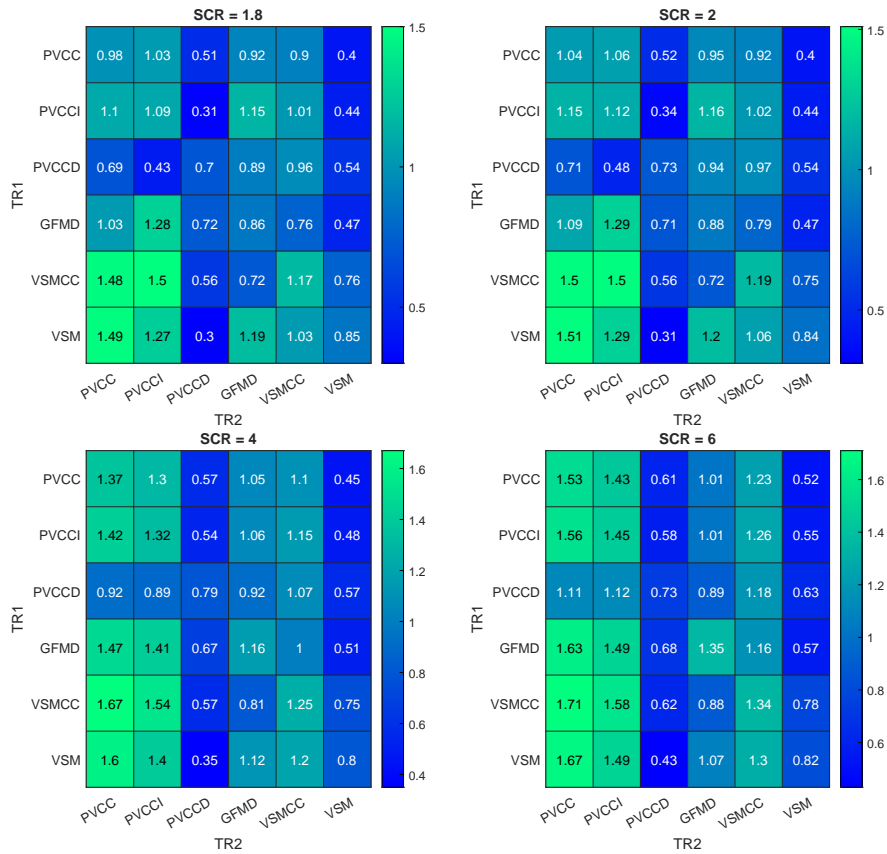 SCR = 1.8
PVCC 0.98 1.03 0.51 0.92 0.9 0.4
PVCCI 1.1 1.09 0.31 1.15 1.01 0.44
PVCCD 0.69 0.43 0.7 0.89 0.96 0.54
GFMD 1.03 1.28 0.72 0.86 0.76 0.47
VSMCC 1.48 1.5 0.56 0.72 1.17 0.76
VSM 1.49 1.27 0.3 1.19 1.03 0.85
PVCC PVCCI PVCCD GFMD VSMCC VSM
TR1
TR2
1.5
1
0.5
SCR = 2
PVCC 1.04 1.06 0.52 0.95 0.92 0.4
PVCCI 1.15 1.12 0.34 1.16 1.02 0.44
PVCCD 0.71 0.48 0.73 0.94 0.97 0.54
GFMD 1.09 1.29 0.71 0.88 0.79 0.47
VSMCC 1.5 1.5 0.56 0.72 1.19 0.75
VSM 1.51 1.29 0.31 1.2 1.06 0.84
PVCC PVCCI PVCCD GFMD VSMCC VSM
TR1
TR2
1.5
1
0.5
SCR = 4
PVCC 1.37 1.3 0.57 1.05 1.1 0.45
PVCCI 1.42 1.32 0.54 1.06 1.15 0.48
PVCCD 0.92 0.89 0.79 0.92 1.07 0.57
GFMD 1.47 1.41 0.67 1.16 1 0.51
VSMCC 1.67 1.54 0.57 0.81 1.25 0.75
VSM 1.6 1.4 0.35 1.12 1.2 0.8
PVCC PVCCI PVCCD GFMD VSMCC VSM
TR1
TR2
1.6
1.4
1.2
1
0.8
0.6
0.4
SCR = 6
PVCC 1.53 1.43 0.61 1.01 1.23 0.52
PVCCI 1.56 1.45 0.58 1.01 1.26 0.55
PVCCD 1.11 1.12 0.73 0.89 1.18 0.63
GFMD 1.63 1.49 0.68 1.35 1.16 0.57
VSMCC 1.71 1.58 0.62 0.88 1.34 0.78
VSM 1.67 1.49 0.43 1.07 1.3 0.82
PVCC PVCCI PVCCD GFMD VSMCC VSM
TR1
TR2
1.6
1.4
1.2
1
0.8
0.6